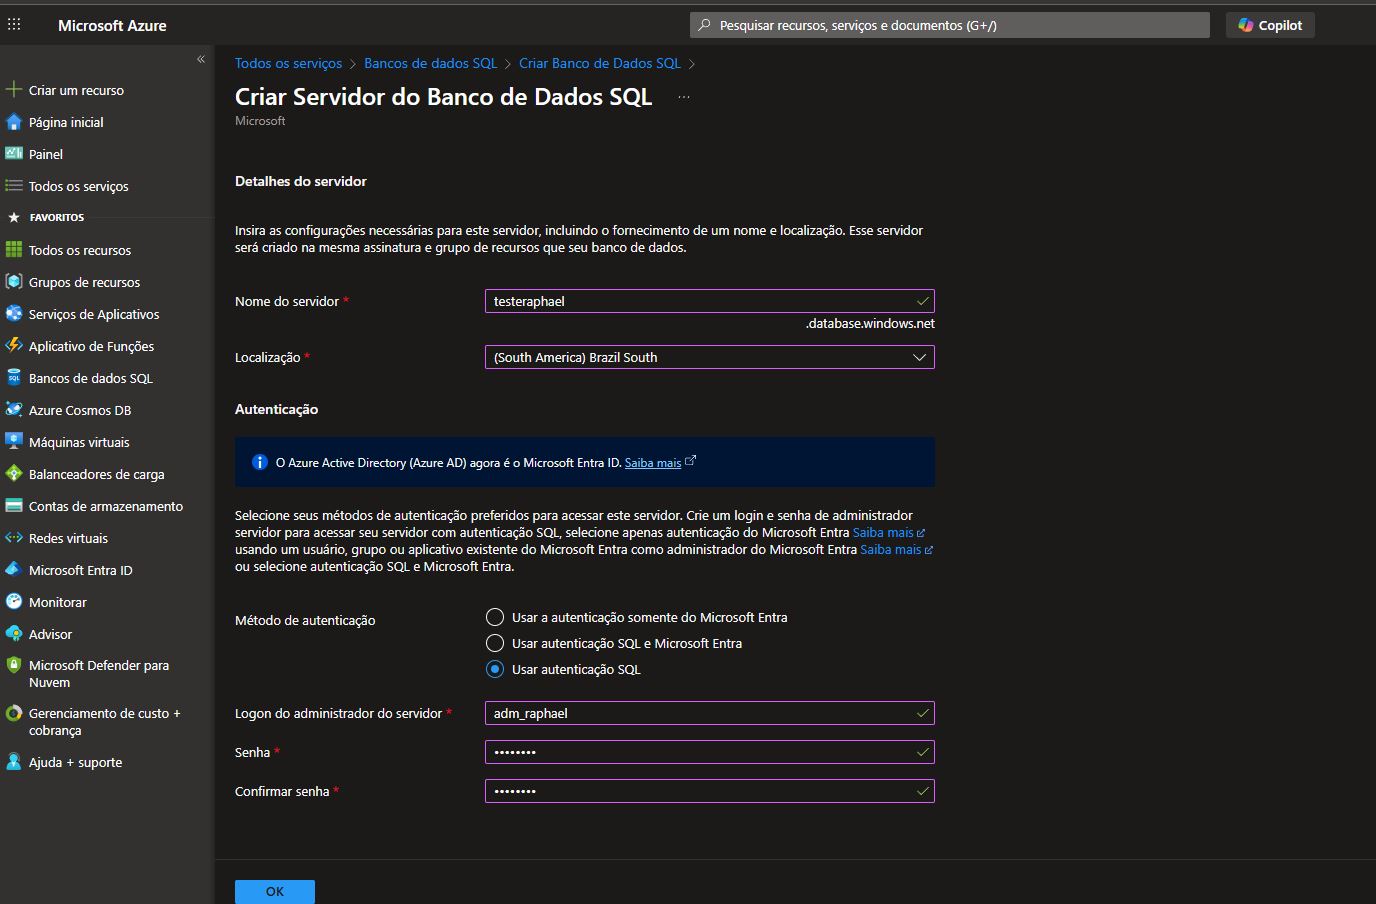 Microsoft Azure
Pesquisar recursos, serviços e documentos (G+/)
Copilot
Criar um recurso
Página inicial
Painel
Todos os serviços
FAVORITOS
Todos os recursos
Grupos de recursos
Serviços de Aplicativos
Aplicativo de Funções
Bancos de dados SQL
Azure Cosmos DB
Máquinas virtuais
Balanceadores de carga
Contas de armazenamento
Redes virtuais
Microsoft Entra ID
Monitorar
Advisor
Microsoft Defender para
Nuvem
Gerenciamento de custo +
cobrança
Ajuda + suporte
Todos os serviços > Bancos de dados SQL > Criar Banco de Dados SQL >
Criar Servidor do Banco de Dados SQL ...
Microsoft
Detalhes do servidor
Insira as configurações necessárias para este servidor, incluindo o fornecimento de um nome e localização. Esse servidor
será criado na mesma assinatura e grupo de recursos que seu banco de dados.
Nome do servidor * testeraphael
.database.windows.net
Localização * (South America) Brazil South
Autenticação
O Azure Active Directory (Azure AD) agora é o Microsoft Entra ID. Saiba mais
Selecione seus métodos de autenticação preferidos para acessar este servidor. Crie um login e senha de administrador
servidor para acessar seu servidor com autenticação SQL, selecione apenas autenticação do Microsoft Entra Saiba mais
usando um usuário, grupo ou aplicativo existente do Microsoft Entra como administrador do Microsoft Entra Saiba mais
ou selecione autenticação SQL e Microsoft Entra.
Método de autenticação
Usar a autenticação somente do Microsoft Entra
Usar autenticação SQL e Microsoft Entra
Usar autenticação SQL
Logon do administrador do servidor * adm_raphael
Senha * ••••••••
Confirmar senha * ••••••••
OK